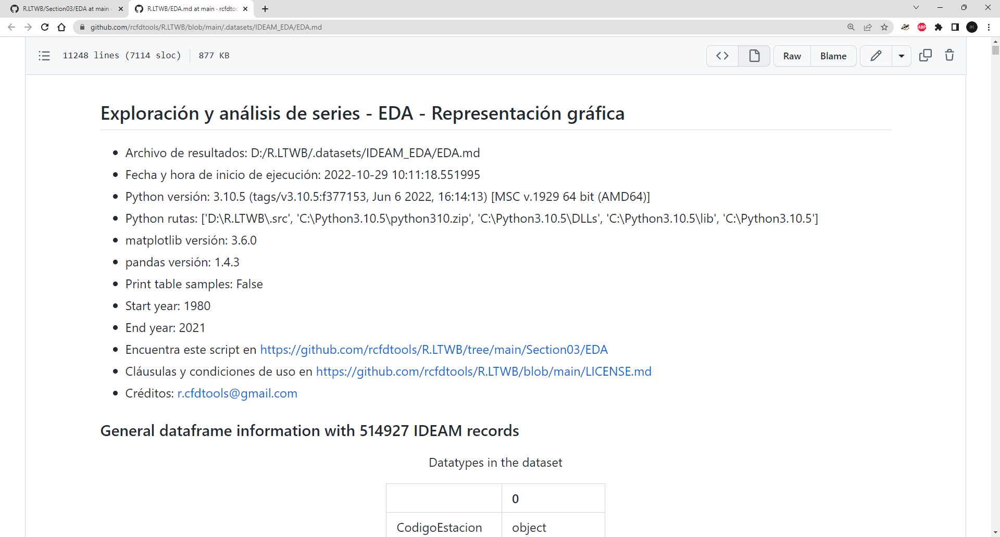 R.LTWB/Section03/EDA at main ·
R.LTWB/EDA.md at main · rcfdtoo
github.com/rcfdtools/R.LTWB/blob/main/.datasets/IDEAM_EDA/EDA.md
ABP
11248 lines (7114 sloc) 877 KB
Raw Blame
Exploración y análisis de series - EDA - Representación gráfica
• Archivo de resultados: D:/R.LTWB/.datasets/IDEAM_EDA/EDA.md
• Fecha y hora de inicio de ejecución: 2022-10-29 10:11:18.551995
• Python versión: 3.10.5 (tags/v3.10.5:f377153, Jun 6 2022, 16:14:13) [MSC v.1929 64 bit (AMD64)]
• Python rutas: ['D:\R.LTWB\.src', 'C:\Python3.10.5\python310.zip', 'C:\Python3.10.5\DLLs', 'C:\Python3.10.5\lib', 'C:\Python3.10.5']
• matplotlib versión: 3.6.0
• pandas versión: 1.4.3
• Print table samples: False
• Start year: 1980
• End year: 2021
• Encuentra este script en https://github.com/rcfdtools/R.LTWB/tree/main/Section03/EDA
• Cláusulas y condiciones de uso en https://github.com/rcfdtools/R.LTWB/blob/main/LICENSE.md
• Créditos: r.cfdtools@gmail.com
General dataframe information with 514927 IDEAM records
Datatypes in the dataset
0
CodigoEstacion object